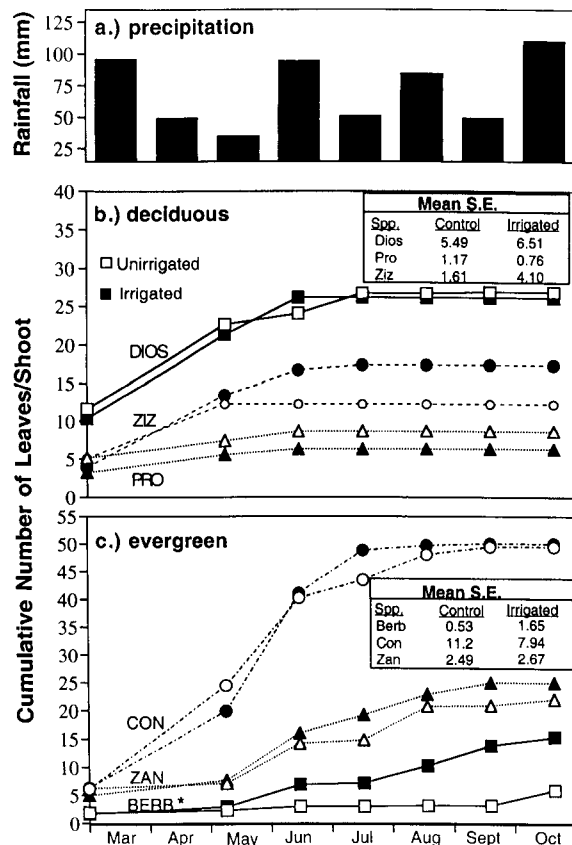 a.) precipitation
Rainfall (mm)
125
100
75
50
25
b.) deciduous
Cumulative Number of Leaves/Shoot
40
35
30
25
20
15
10
5
0
Unirrigated
Irrigated
Mean S.E.
Spp. Control Irrigated
Dios 5.49 6.51
Pro 1.17 0.76
Ziz 1.61 4.10
DIOS
ZIZ
PRO
c.) evergreen
55
50
45
40
35
30
25
20
15
10
5
0
Mean S.E.
Spp. Control Irrigated
Berb 0.53 1.65
Con 11.2 7.94
Zan 2.49 2.67
CON
ZAN
BERB *
Mar Apr May Jun Jul Aug Sept Oct